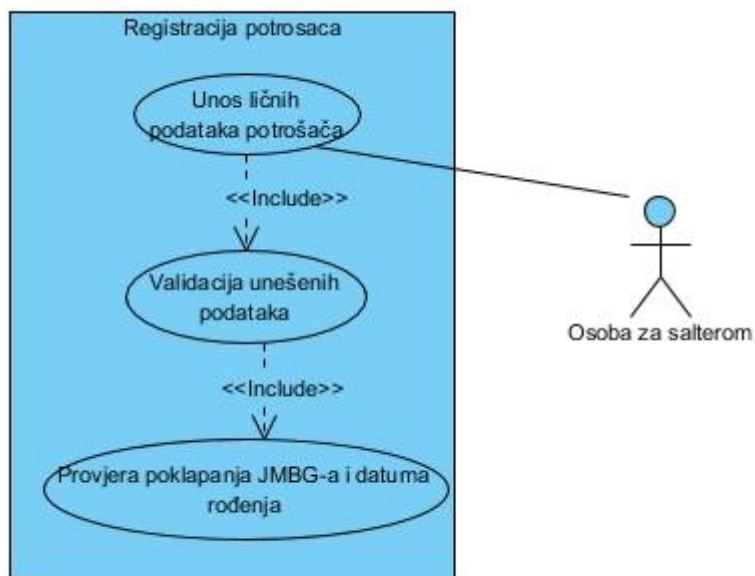 Registracija potrosaca
Unos ličnih
podataka potrošača
<<Include>>
Validacija unešenih
podataka
Osoba za salterom
<<Include>>
Provjera poklapanja JMBG-a i datuma
rođenja